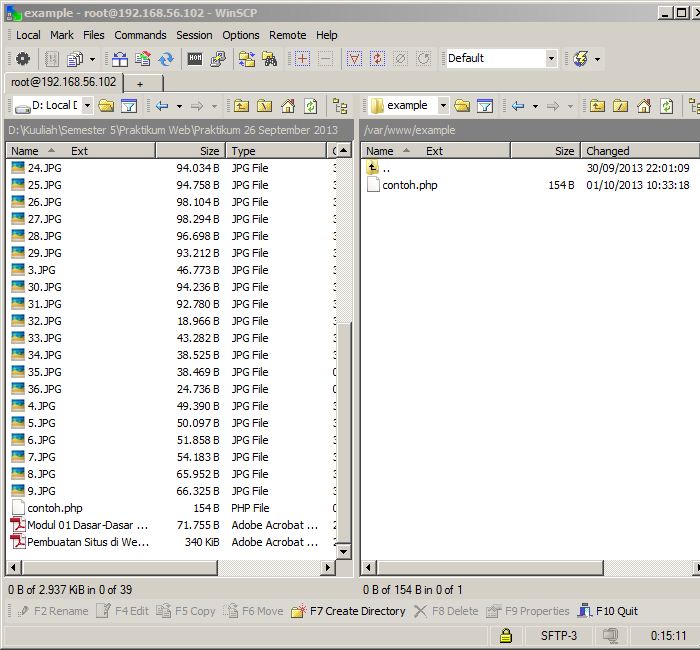 example - root@192.168.56.102 - WinSCP
Local Mark Files Commands Session Options Remote Help
Default
root@192.168.56.102 +
D: Local D example
D:\Kuuliah\Semester 5\Praktikum Web\Praktikum 26 September 2013 /var/www/example
Name Ext Size Type Name Ext Size Changed
24.JPG 94.034 B JPG File .. 30/09/2013 22:01:09
25.JPG 94.758 B JPG File contoh.php 154 B 01/10/2013 10:33:18
26.JPG 98.104 B JPG File
27.JPG 98.294 B JPG File
28.JPG 96.698 B JPG File
29.JPG 93.212 B JPG File
3.JPG 46.773 B JPG File
30.JPG 94.236 B JPG File
31.JPG 92.780 B JPG File
32.JPG 18.966 B JPG File
33.JPG 43.282 B JPG File
34.JPG 38.525 B JPG File
35.JPG 38.469 B JPG File
36.JPG 24.736 B JPG File
4.JPG 49.390 B JPG File
5.JPG 50.097 B JPG File
6.JPG 51.858 B JPG File
7.JPG 54.183 B JPG File
8.JPG 65.952 B JPG File
9.JPG 66.325 B JPG File
contoh.php 154 B PHP File
Modul 01 Dasar-Dasar ... 71.755 B Adobe Acrobat ...
Pembuatan Situs di We... 340 KiB Adobe Acrobat ...
0 B of 2.937 KiB in 0 of 39 0 B of 154 B in 0 of 1
F2 Rename F4 Edit F5 Copy F6 Move F7 Create Directory F8 Delete F9 Properties F10 Quit
SFTP-3 0:15:11